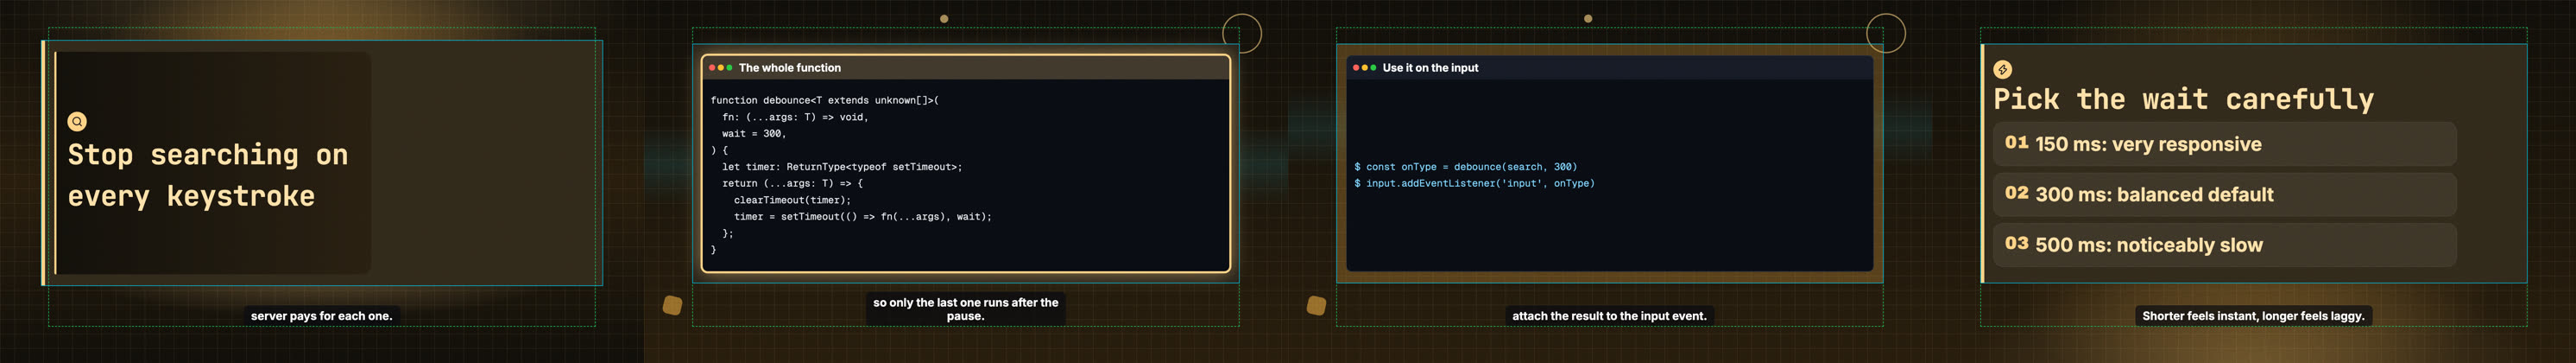 Stop searching on
every keystroke
server pays for each one.
The whole function
function debounce<T extends unknown[]>(
  fn: (...args: T) => void,
  wait = 300,
) {
  let timer: ReturnType<typeof setTimeout>;
  return (...args: T) => {
    clearTimeout(timer);
    timer = setTimeout(() => fn(...args), wait);
  };
}
so only the last one runs after the
pause.
Use it on the input
$ const onType = debounce(search, 300)
$ input.addEventListener('input', onType)
attach the result to the input event.
Pick the wait carefully
01 150 ms: very responsive
02 300 ms: balanced default
03 500 ms: noticeably slow
Shorter feels instant, longer feels laggy.